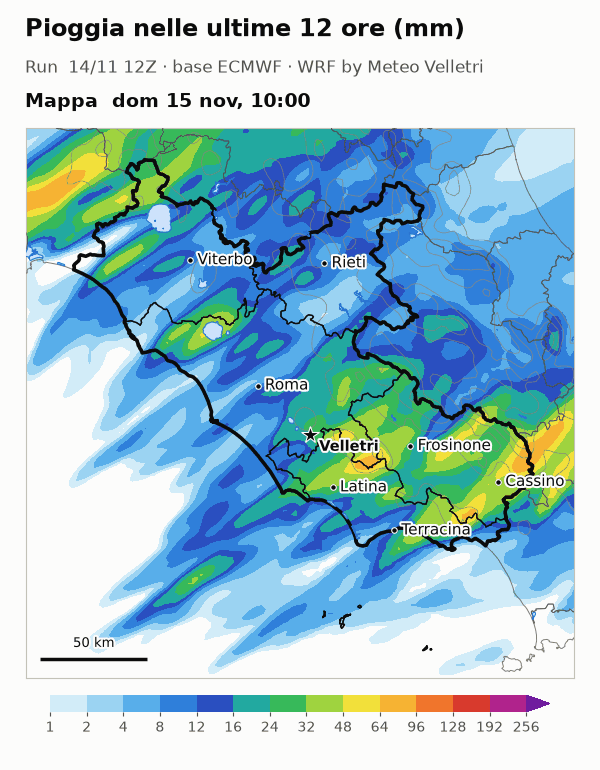 Pioggia nelle ultime 12 ore (mm)
Run  14/11 12Z · base ECMWF · WRF by Meteo Velletri
Mappa  dom 15 nov, 10:00
Viterbo
Rieti
Roma
Velletri
Frosinone
Latina
Cassino
Terracina
50 km
1 2 4 8 12 16 24 32 48 64 96 128 192 256